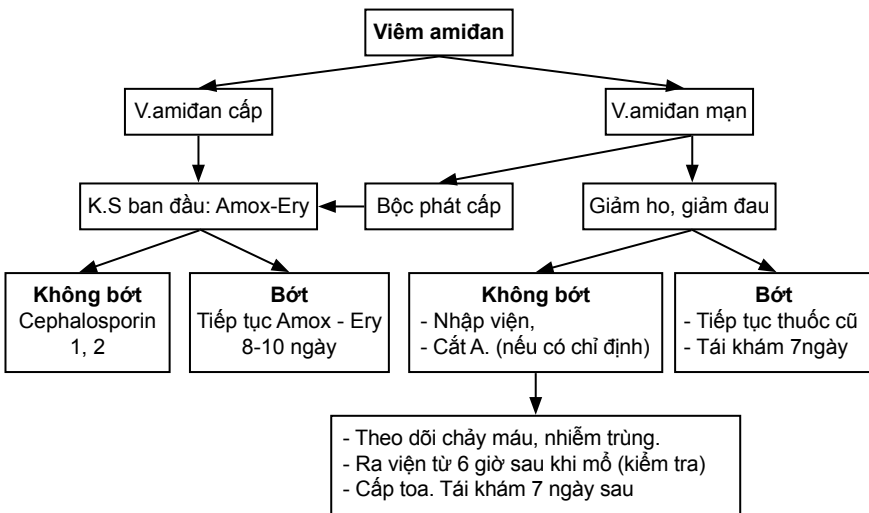 Viêm amiđan
V.amiđan cấp
V.amiđan mạn
K.S ban đầu: Amox-Ery
Bộc phát cấp
Giảm ho, giảm đau
Không bớt
Cephalosporin
1, 2
Bớt
Tiếp tục Amox - Ery
8-10 ngày
Không bớt
- Nhập viện,
- Cắt A. (nếu có chỉ định)
Bớt
- Tiếp tục thuốc cũ
- Tái khám 7ngày
- Theo dõi chảy máu, nhiễm trùng.
- Ra viện từ 6 giờ sau khi mổ (kiểm tra)
- Cấp toa. Tái khám 7 ngày sau